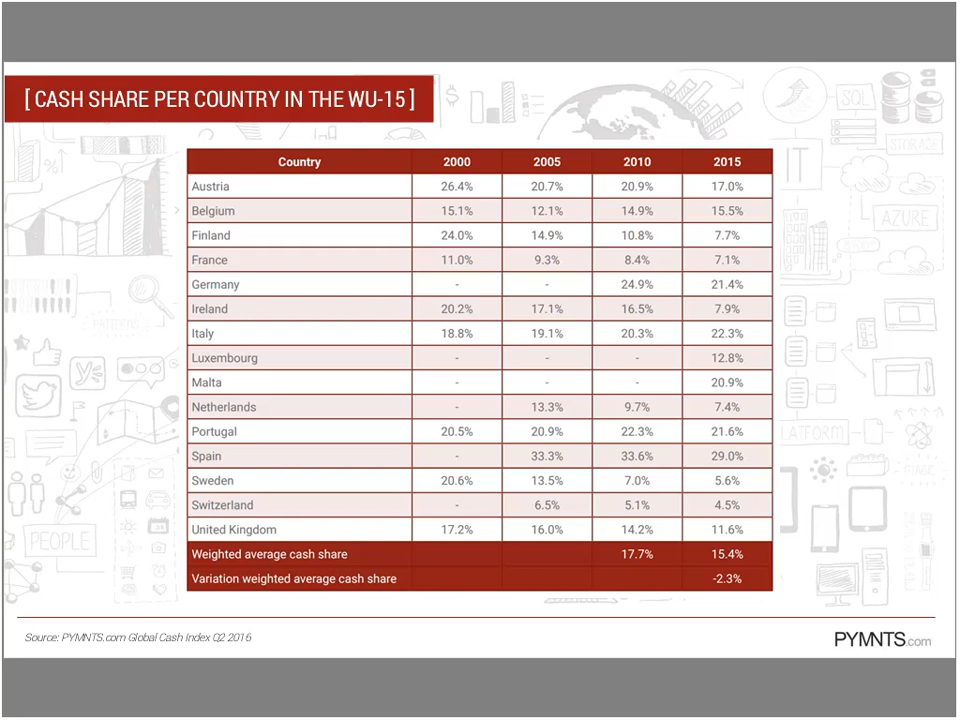 [ CASH SHARE PER COUNTRY IN THE WU-15 ]
Country 2000 2005 2010 2015
Austria 26.4% 20.7% 20.9% 17.0%
Belgium 15.1% 12.1% 14.9% 15.5%
Finland 24.0% 14.9% 10.8% 7.7%
France 11.0% 9.3% 8.4% 7.1%
Germany - - 24.9% 21.4%
Ireland 20.2% 17.1% 16.5% 7.9%
Italy 18.8% 19.1% 20.3% 22.3%
Luxembourg - - - 12.8%
Malta - - - 20.9%
Netherlands - 13.3% 9.7% 7.4%
Portugal 20.5% 20.9% 22.3% 21.6%
Spain - 33.3% 33.6% 29.0%
Sweden 20.6% 13.5% 7.0% 5.6%
Switzerland - 6.5% 5.1% 4.5%
United Kingdom 17.2% 16.0% 14.2% 11.6%
Weighted average cash share 17.7% 15.4%
Variation weighted average cash share -2.3%
SQL
STORAGE
IT
AZURE
PATTERNS
LATFORM
PEOPLE
Source: PYMNTS.com Global Cash Index Q2 2016
PYMNTS.com